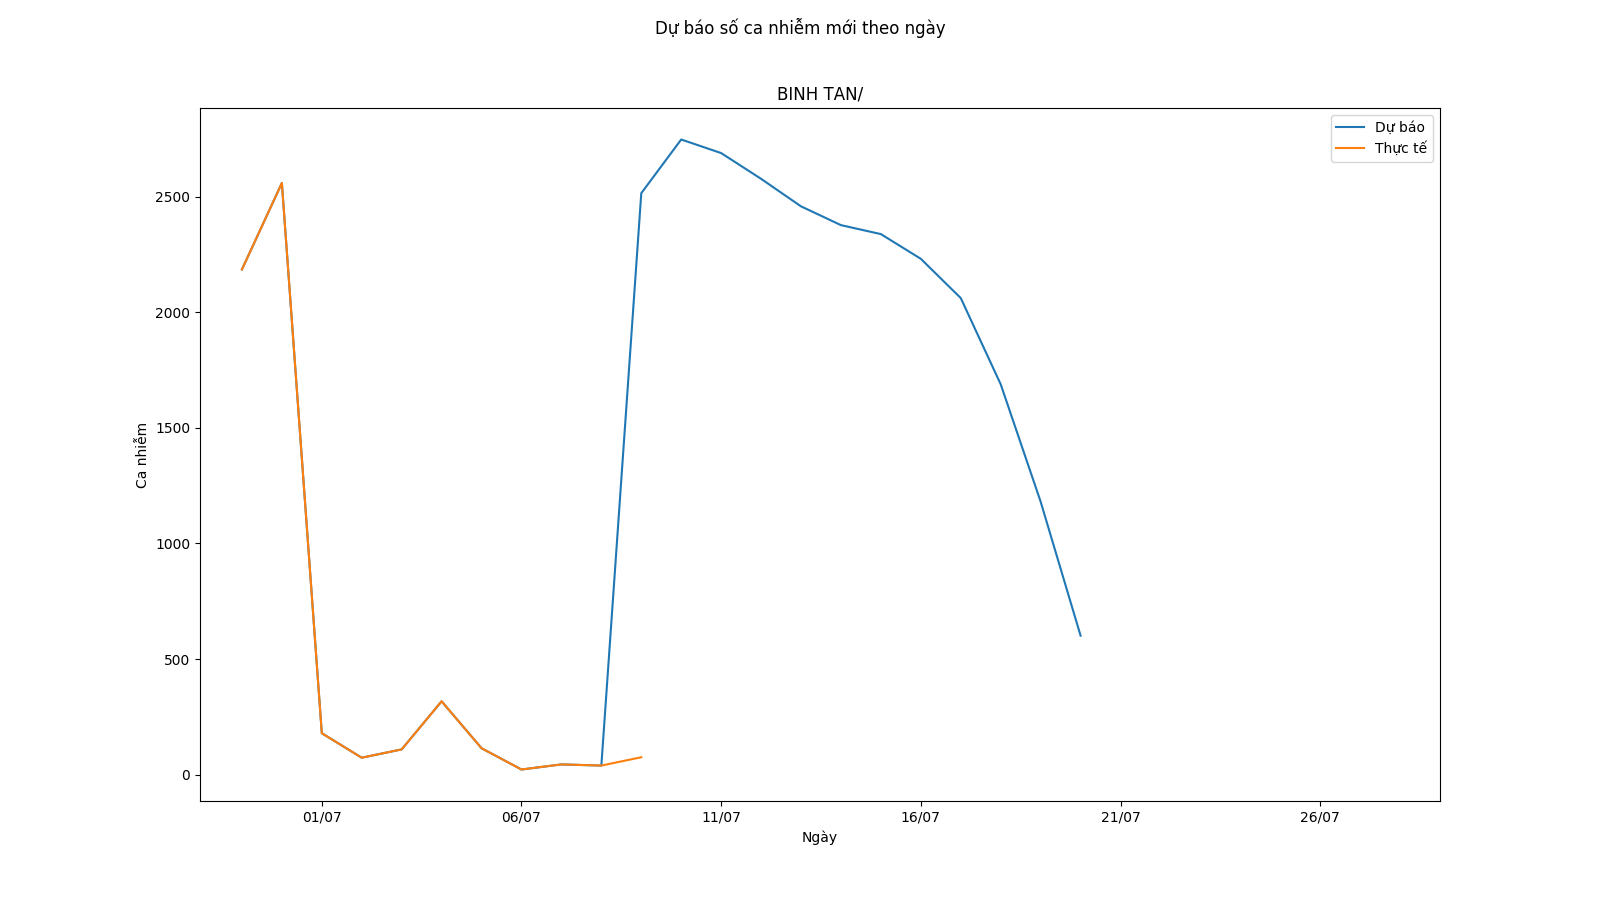 Dự báo số ca nhiễm mới theo ngày
BINH TAN/
Dự báo
Thực tế
Ca nhiễm
2500
2000
1500
1000
500
0
01/07
06/07
11/07
16/07
21/07
26/07
Ngày